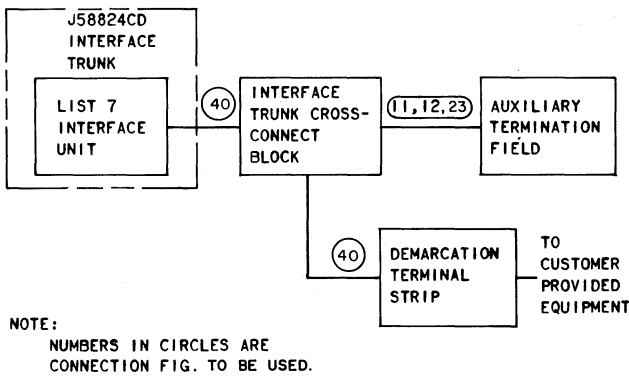 J58824CD
INTERFACE
TRUNK
LIST 7
INTERFACE
UNIT
40
INTERFACE
TRUNK CROSS-
CONNECT
BLOCK
11,12,23
AUXILIARY
TERMINATION
FIELD
40
DEMARCATION
TERMINAL
STRIP
TO
CUSTOMER
PROVIDED
EQUIPMENT
NOTE:
NUMBERS IN CIRCLES ARE
CONNECTION FIG. TO BE USED.